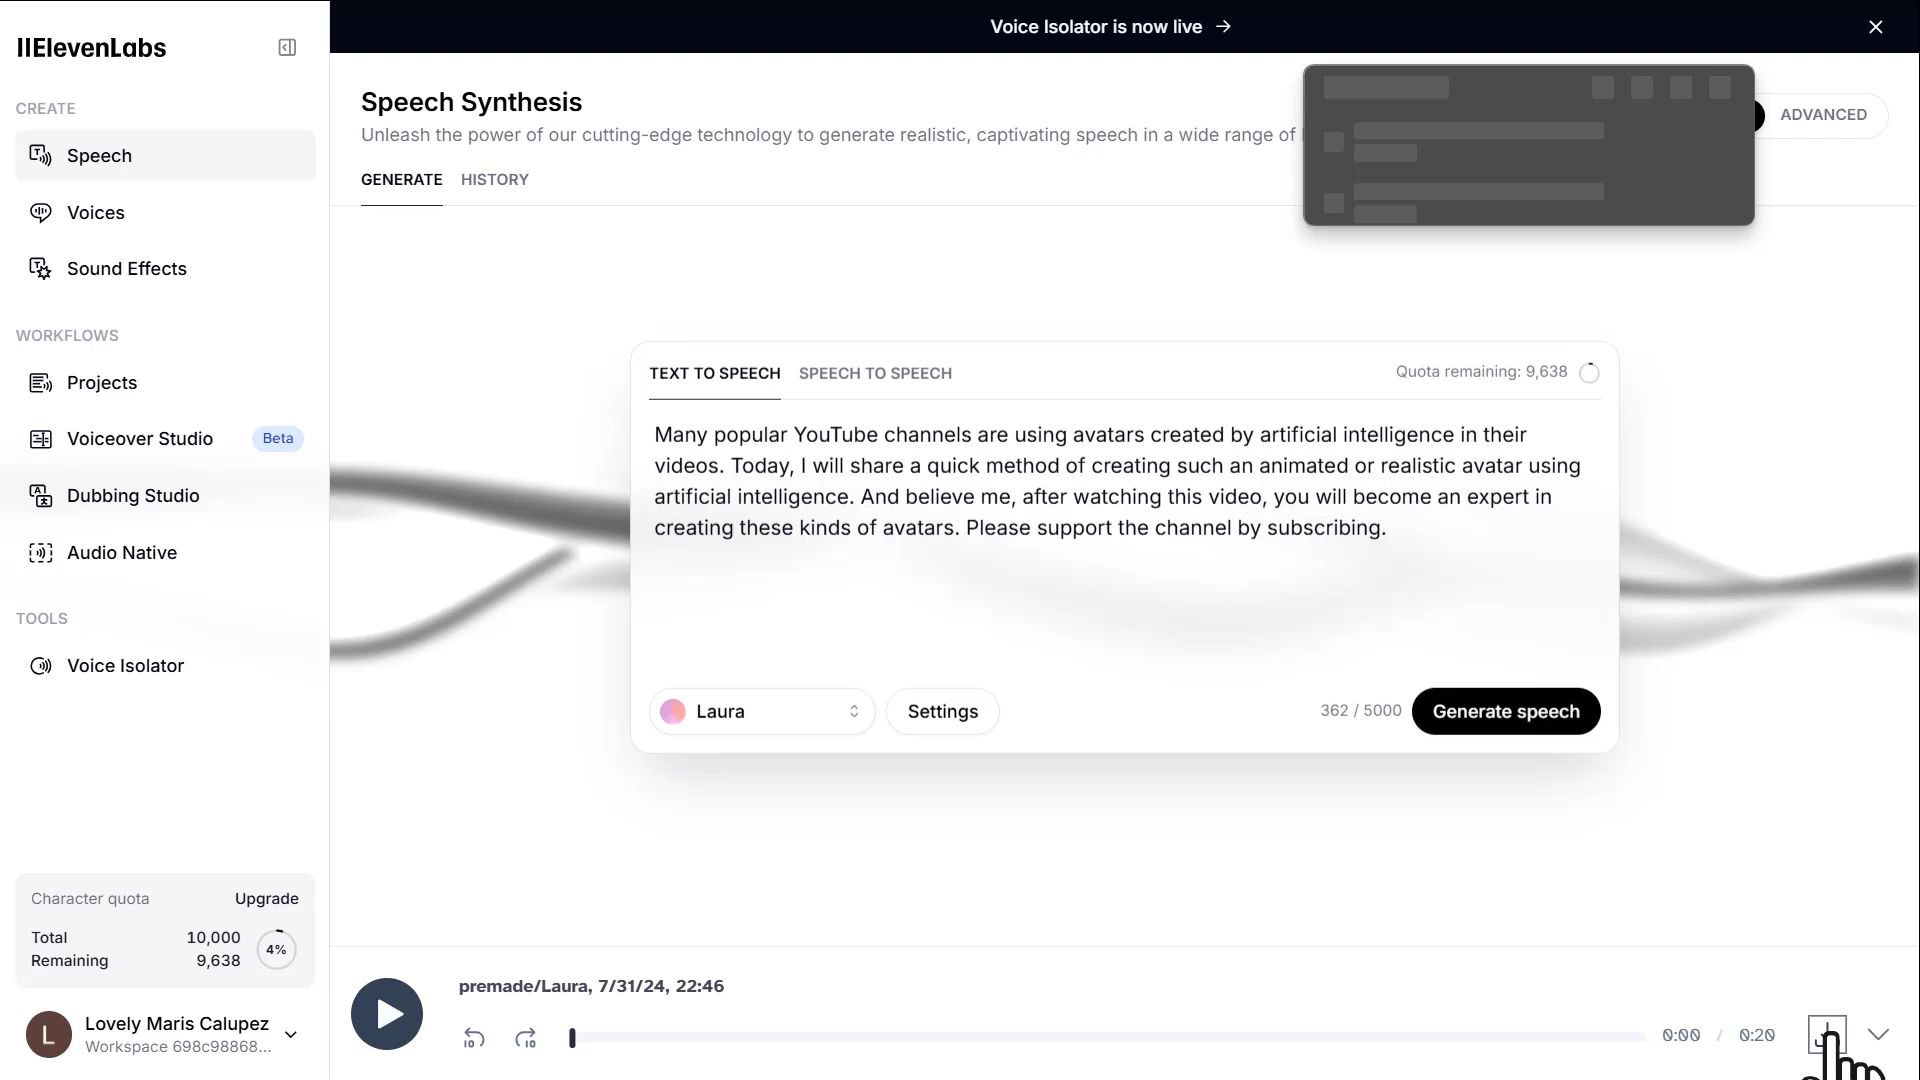 IIElevenLabs
Voice Isolator is now live →
CREATE
Speech
Voices
Sound Effects
WORKFLOWS
Projects
Voiceover Studio Beta
Dubbing Studio
Audio Native
TOOLS
Voice Isolator
Character quota Upgrade
Total 10,000
Remaining 9,638
4%
L
Lovely Maris Calupez
Workspace 698c98868...
Speech Synthesis
Unleash the power of our cutting-edge technology to generate realistic, captivating speech in a wide range of
ADVANCED
GENERATE HISTORY
TEXT TO SPEECH SPEECH TO SPEECH Quota remaining: 9,638
Many popular YouTube channels are using avatars created by artificial intelligence in their
videos. Today, I will share a quick method of creating such an animated or realistic avatar using
artificial intelligence. And believe me, after watching this video, you will become an expert in
creating these kinds of avatars. Please support the channel by subscribing.
Laura Settings 362 / 5000 Generate speech
premade/Laura, 7/31/24, 22:46
10 10 0:00 / 0:20